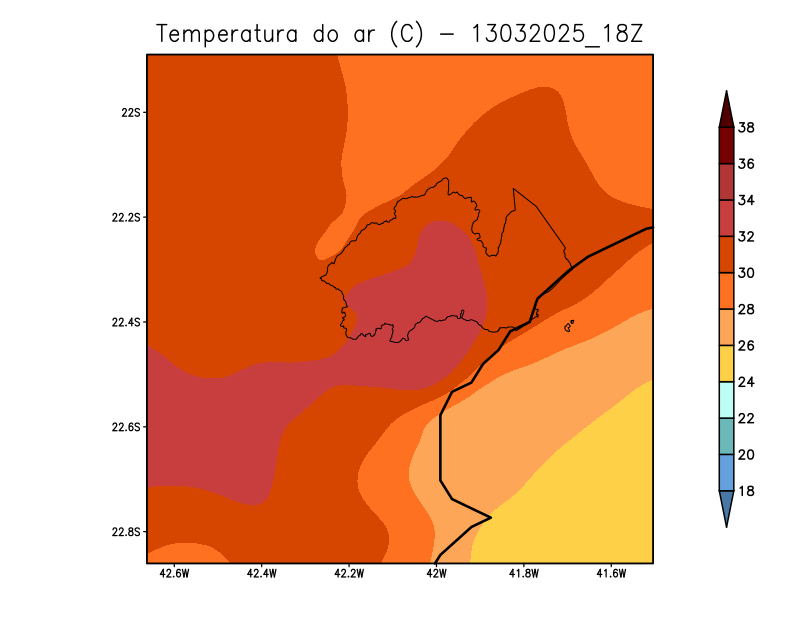 Temperatura do ar (C) - 13032025_18Z
22S
22.2S
22.4S
22.6S
22.8S
42.6W
42.4W
42.2W
42W
41.8W
41.6W
38
36
34
32
30
28
26
24
22
20
18